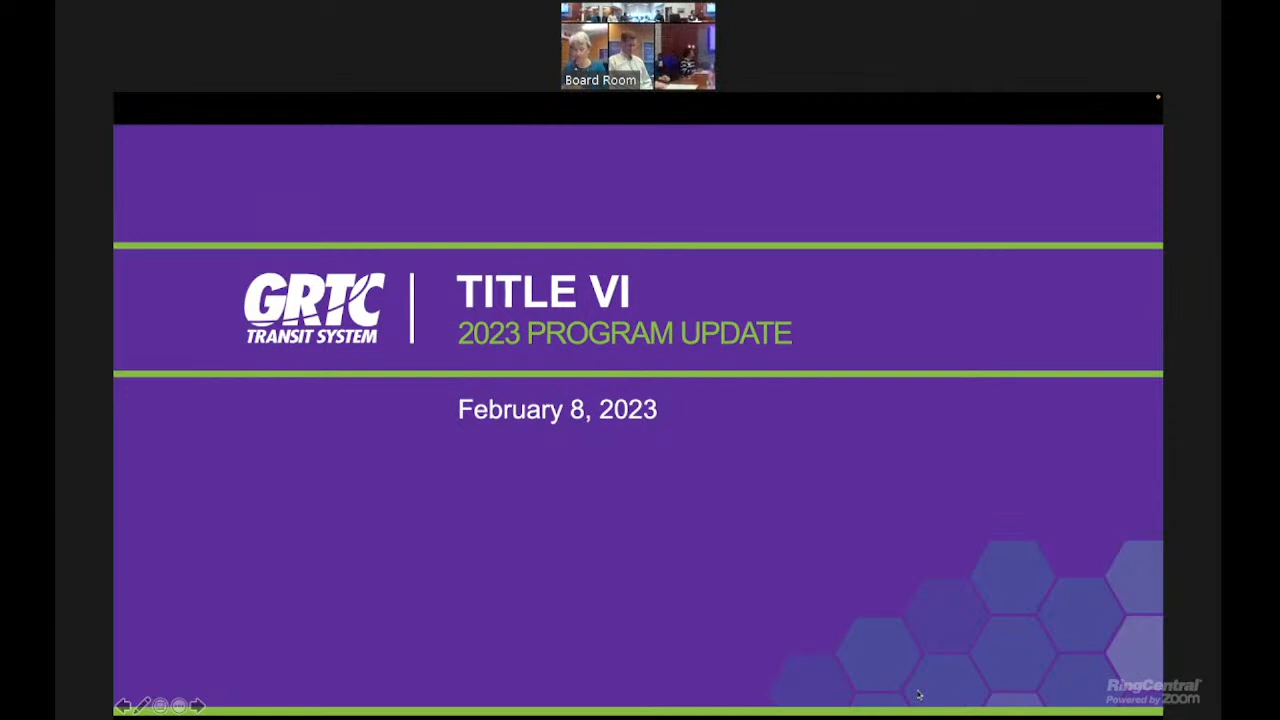 Board Room
GRTC
TRANSIT SYSTEM
TITLE VI
2023 PROGRAM UPDATE
February 8, 2023
RingCentral
Powered by zoom